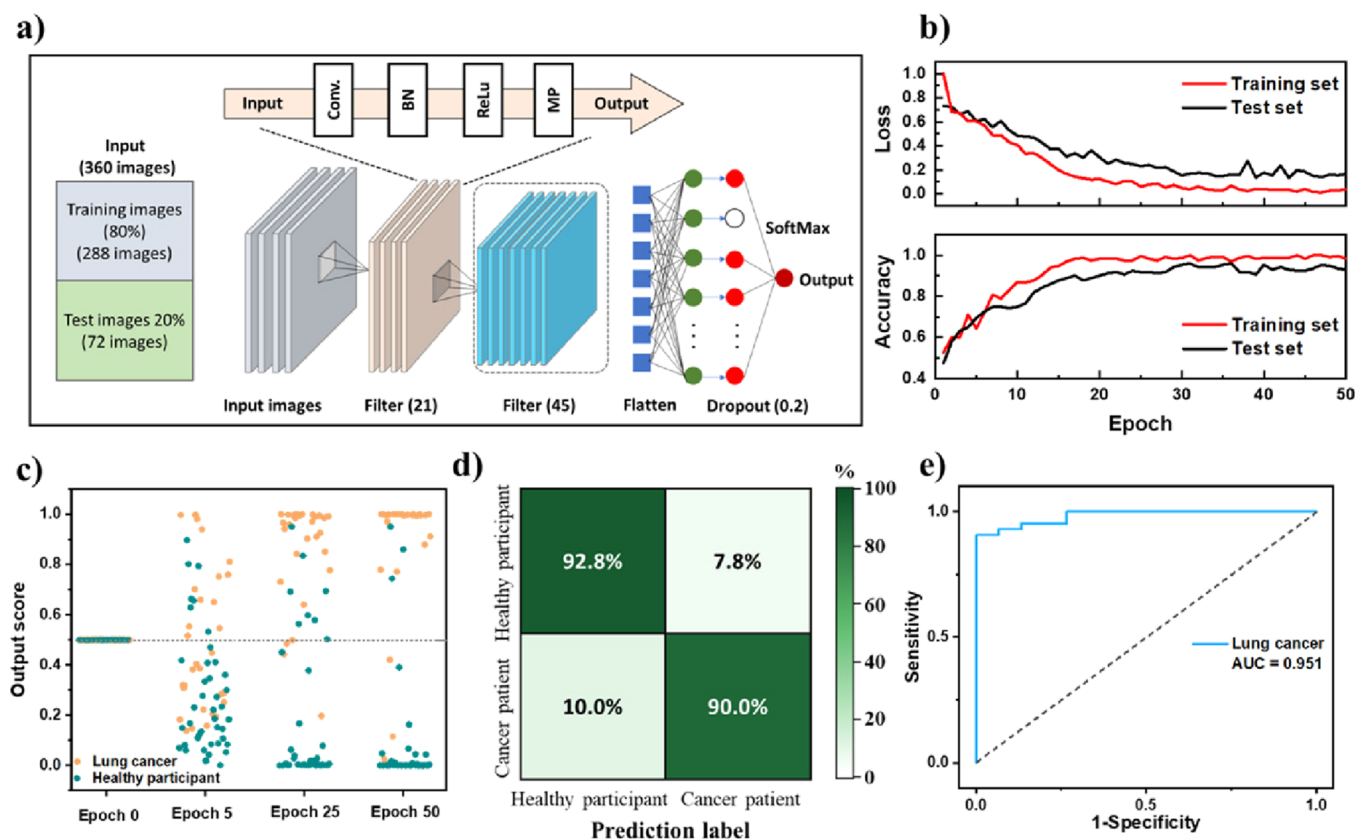 a)
Input
Conv.
BN
ReLu
MP
Output
Input
(360 images)
Training images
(80%)
(288 images)
Test images 20%
(72 images)
SoftMax
Output
Input images
Filter (21)
Filter (45)
Flatten
Dropout (0.2)
b)
Loss
1.0
0.8
0.6
0.4
0.2
0.0
Training set
Test set
Accuracy
1.0
0.8
0.6
0.4
Training set
Test set
0
10
20
30
40
50
Epoch
c)
Output score
1.0
0.8
0.6
0.4
0.2
0.0
Lung cancer
Healthy participant
Epoch 0
Epoch 5
Epoch 25
Epoch 50
d)
Healthy participant
Cancer patient
92.8%
7.8%
10.0%
90.0%
Healthy participant
Cancer patient
Prediction label
%
100
80
60
40
20
0
e)
Sensitivity
1.0
0.5
0.0
Lung cancer
AUC = 0.951
0.0
0.5
1.0
1-Specificity